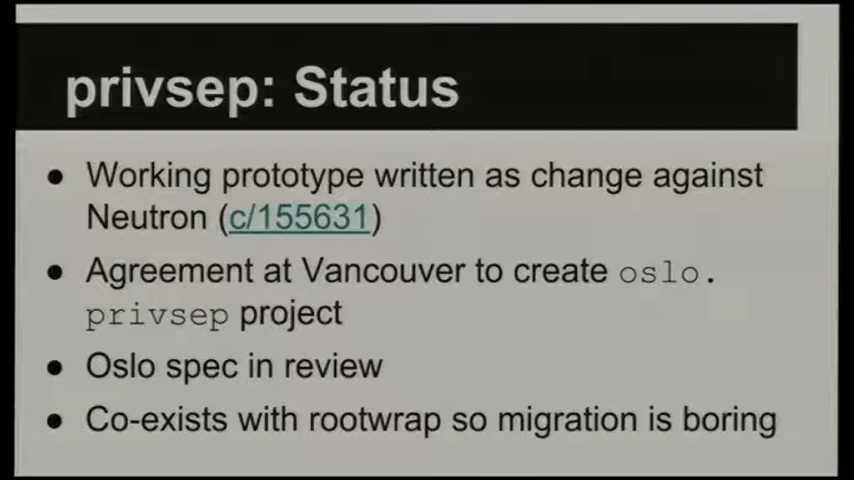 privsep: Status
● Working prototype written as change against
Neutron (c/155631)
● Agreement at Vancouver to create oslo.
privsep project
● Oslo spec in review
● Co-exists with rootwrap so migration is boring